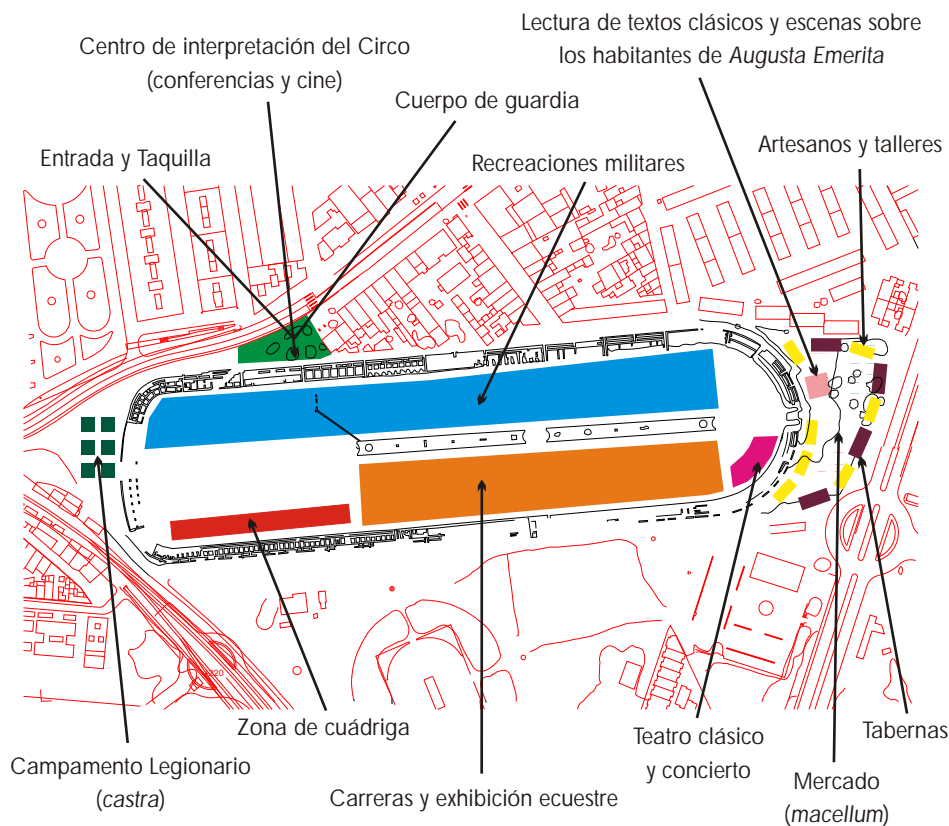 Lectura de textos clásicos y escenas sobre
los habitantes de Augusta Emerita
Centro de interpretación del Circo
(conferencias y cine)
Cuerpo de guardia
Entrada y Taquilla
Recreaciones militares
Artesanos y talleres
Zona de cuádriga
Campamento Legionario
(castra)
Carreras y exhibición ecuestre
Teatro clásico
y concierto
Tabernas
Mercado
(macellum)